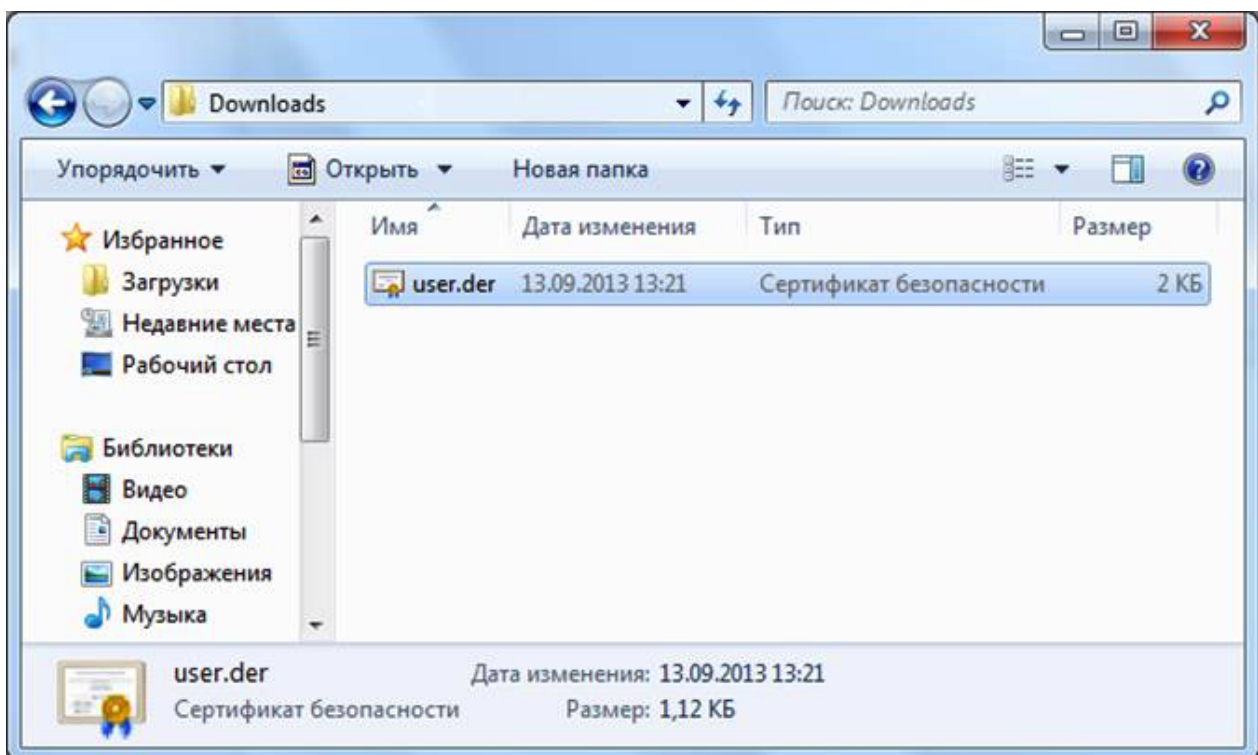 Downloads
Поиск: Downloads
Упорядочить
Открыть
Новая папка
Имя
Дата изменения
Тип
Размер
user.der
13.09.2013 13:21
Сертификат безопасности
2 КБ
Избранное
Загрузки
Недавние места
Рабочий стол
Библиотеки
Видео
Документы
Изображения
Музыка
user.der
Дата изменения: 13.09.2013 13:21
Сертификат безопасности
Размер: 1,12 КБ